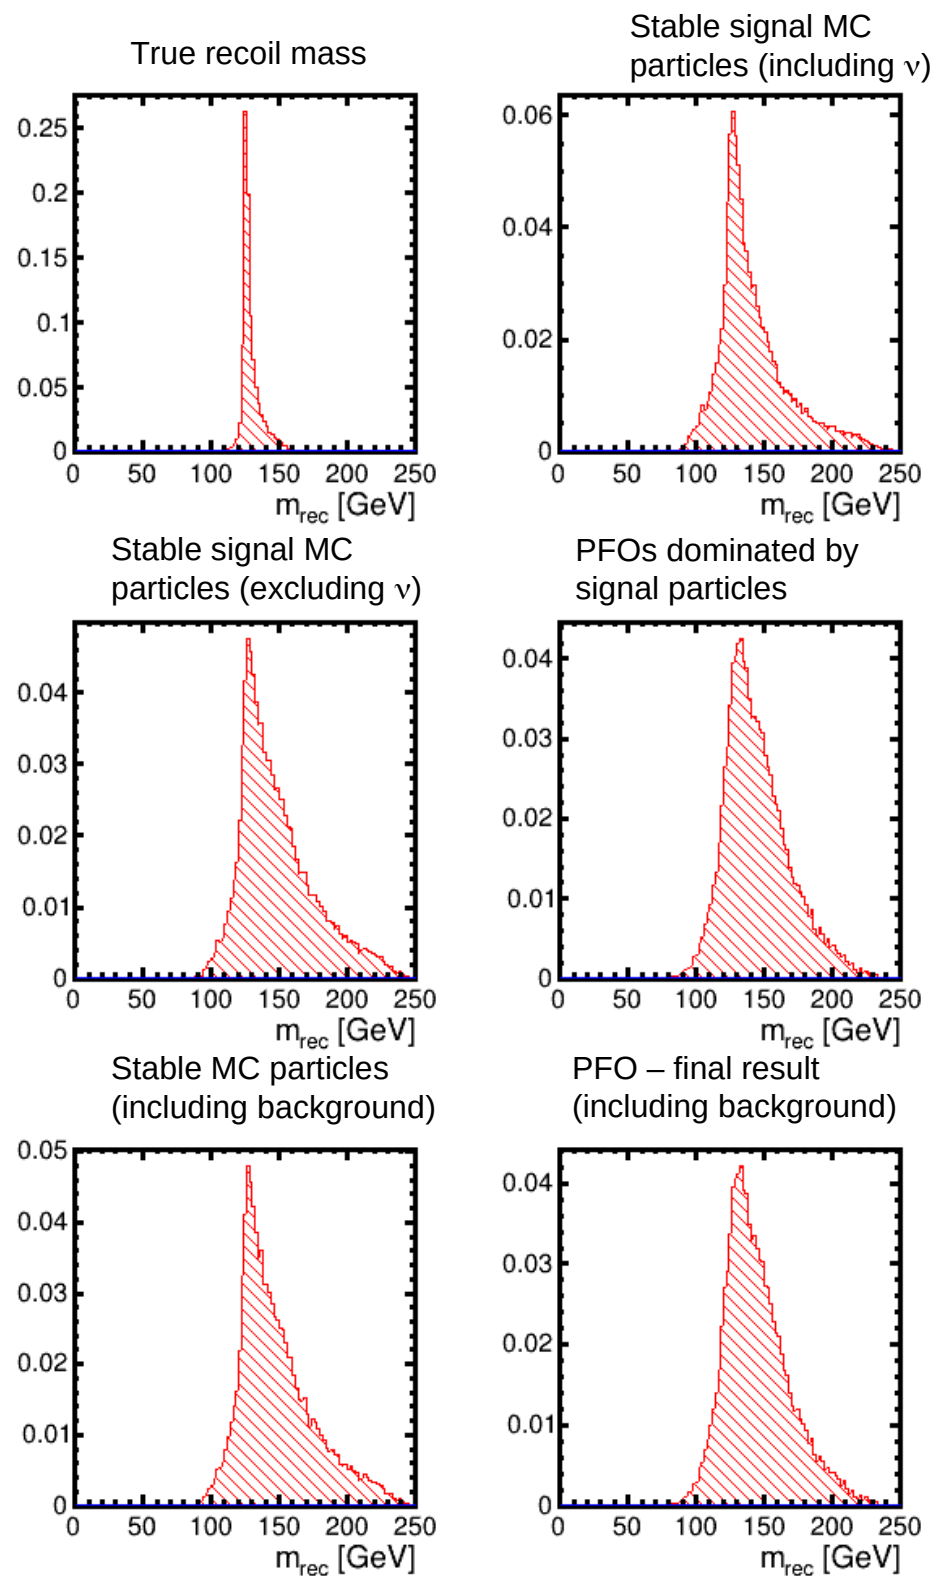 True recoil mass
0.25
0.2
0.15
0.1
0.05
0
0 50 100 150 200 250
m_rec [GeV]
Stable signal MC
particles (including ν)
0.06
0.04
0.02
0
0 50 100 150 200 250
m_rec [GeV]
Stable signal MC
particles (excluding ν)
0.04
0.03
0.02
0.01
0
0 50 100 150 200 250
m_rec [GeV]
PFOs dominated by
signal particles
0.04
0.03
0.02
0.01
0
0 50 100 150 200 250
m_rec [GeV]
Stable MC particles
(including background)
0.05
0.04
0.03
0.02
0.01
0
0 50 100 150 200 250
m_rec [GeV]
PFO – final result
(including background)
0.04
0.03
0.02
0.01
0
0 50 100 150 200 250
m_rec [GeV]